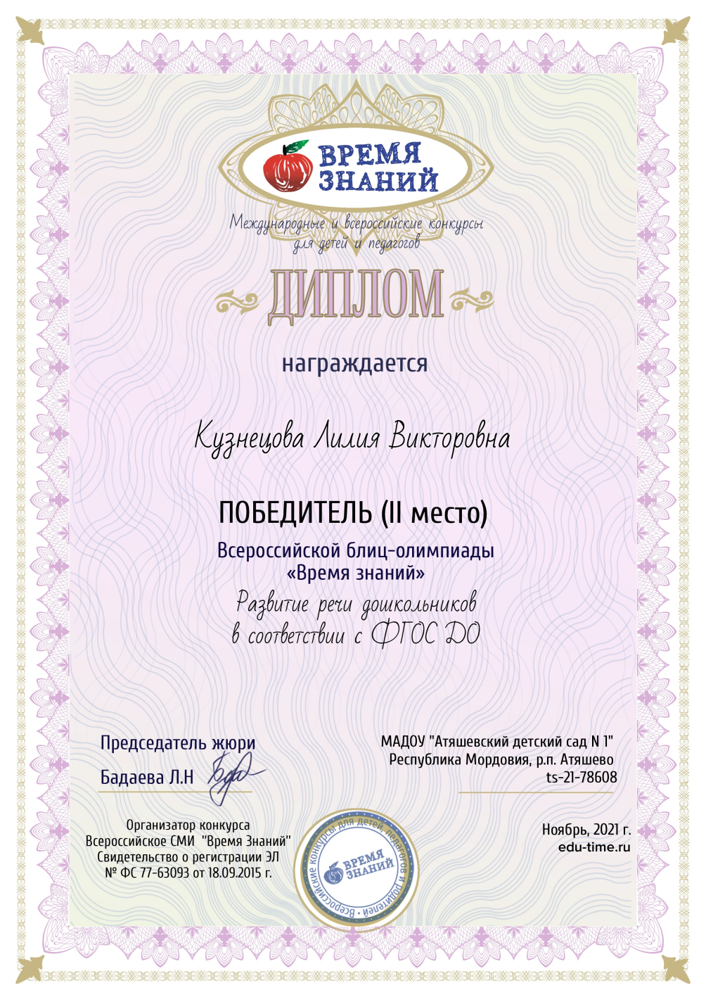 ВРЕМЯ
ЗНАНИЙ
Международные и всероссийские конкурсы
для детей и педагогов
ДИПЛОМ
награждается
Кузнецова Лилия Викторовна
ПОБЕДИТЕЛЬ (II место)
Всероссийской блиц-олимпиады
«Время знаний»
Развитие речи дошкольников
в соответствии с ФГОС ДО
Председатель жюри
Бадаева Л.Н
МАДОУ "Атяшевский детский сад N 1"
Республика Мордовия, р.п. Атяшево
ts-21-78608
Организатор конкурса
Всероссийское СМИ "Время Знаний"
Свидетельство о регистрации ЭЛ
№ ФС 77-63093 от 18.09.2015 г.
Всероссийские конкурсы для детей, педагогов и родителей •
ВРЕМЯ
ЗНАНИЙ
Ноябрь, 2021 г.
edu-time.ru